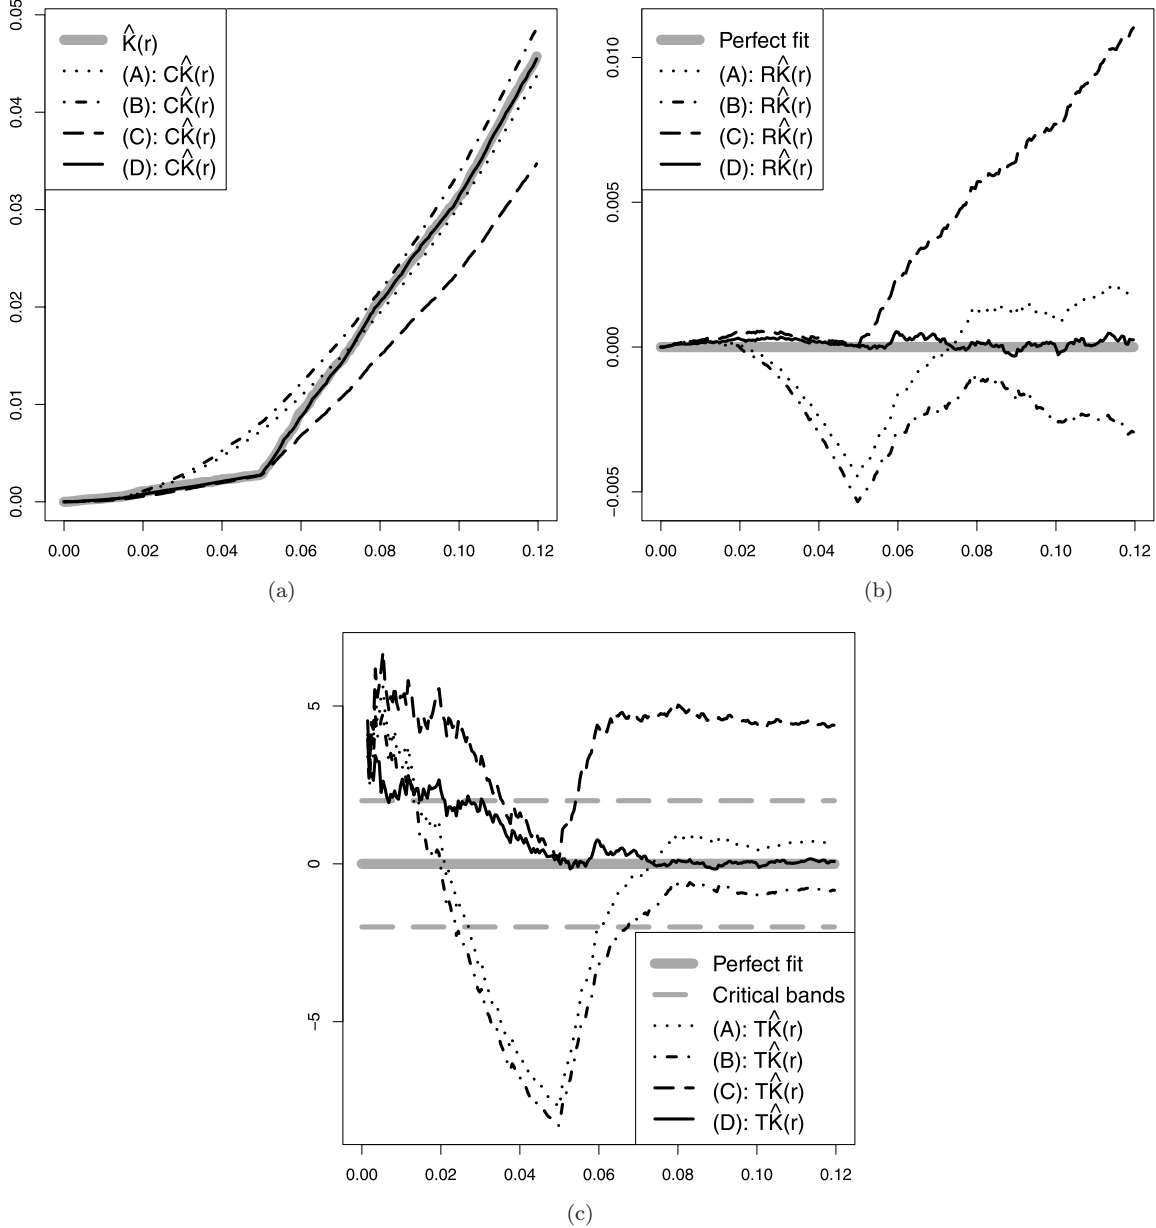 0.05
0.04
0.03
0.02
0.01
0.00
K̂(r)
(A): CK̂(r)
(B): CK̂(r)
(C): CK̂(r)
(D): CK̂(r)
0.00 0.02 0.04 0.06 0.08 0.10 0.12
(a)
0.010
0.005
0.000
−0.005
Perfect fit
(A): RK̂(r)
(B): RK̂(r)
(C): RK̂(r)
(D): RK̂(r)
0.00 0.02 0.04 0.06 0.08 0.10 0.12
(b)
5
0
−5
Perfect fit
Critical bands
(A): TK̂(r)
(B): TK̂(r)
(C): TK̂(r)
(D): TK̂(r)
0.00 0.02 0.04 0.06 0.08 0.10 0.12
(c)